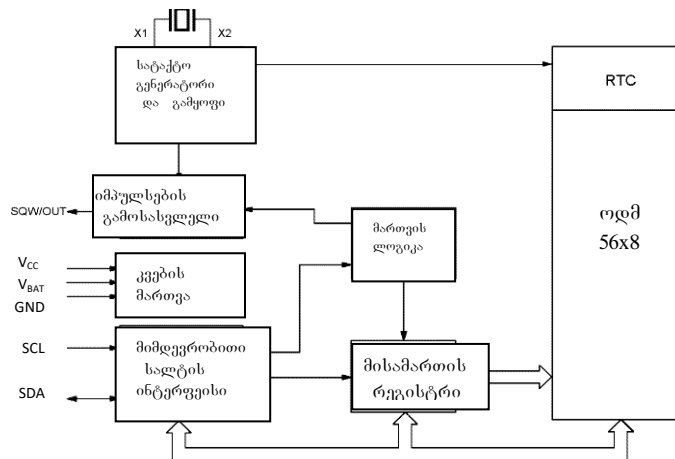 X1
X2
სატაქტო
გენერატორი
და გამყოფი
RTC
იმპულსების
გამოსასვლელი
SQW/OUT
მართვის
ლოგიკა
ოდმ
56x8
VCC
VBAT
GND
კვების
მართვა
SCL
SDA
მიმდევრობითი
სალტის
ინტერფეისი
მისამართის
რეგისტრი